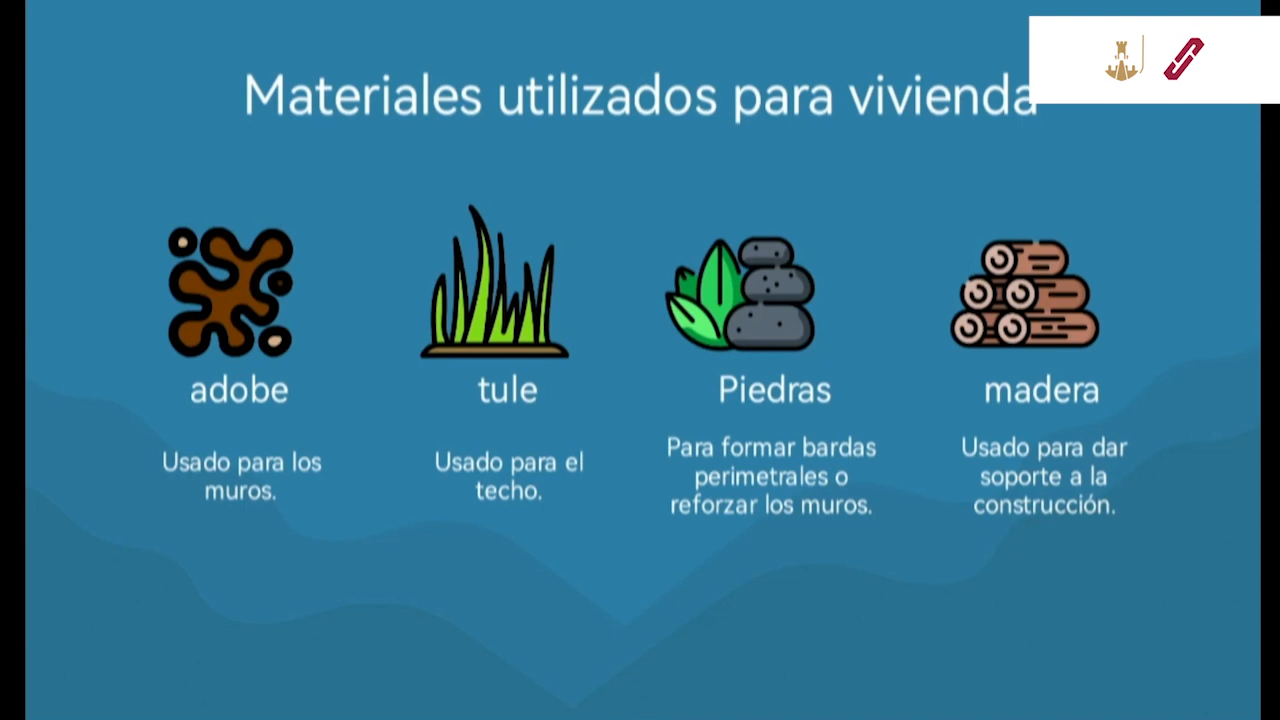 Materiales utilizados para vivienda
adobe
Usado para los
muros.
tule
Usado para el
techo.
Piedras
Para formar bardas
perimetrales o
reforzar los muros.
madera
Usado para dar
soporte a la
construcción.